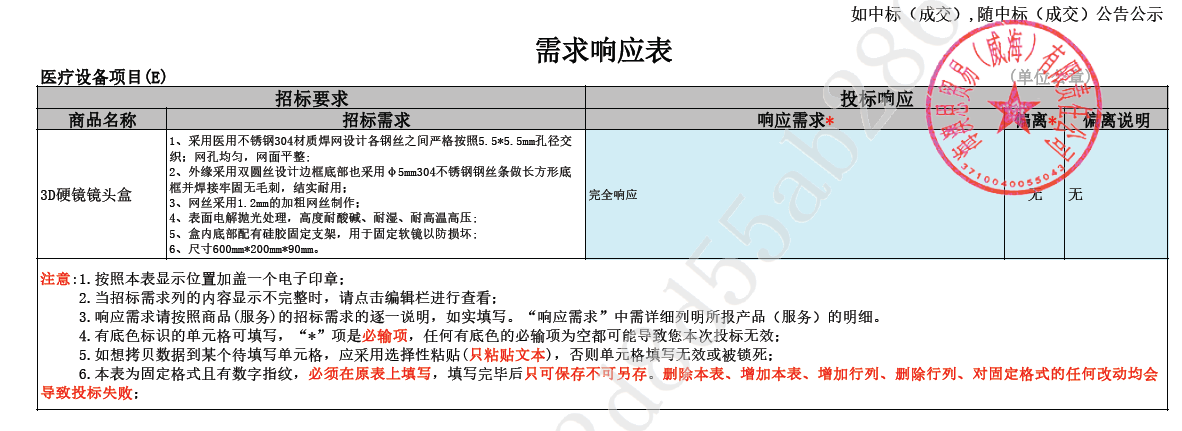 如中标（成交）,随中标（成交）公告公示
需求响应表
医疗设备项目(E)
(单位盖章)
招标要求 投标响应
商品名称 招标需求 响应需求* 偏离* 偏离说明
3D硬镜镜头盒
1、采用医用不锈钢304材质焊网设计各钢丝之间严格按照5.5*5.5mm孔径交
织；网孔均匀，网面平整;
2、外缘采用双圆丝设计边框底部也采用φ5mm304不锈钢钢丝条做长方形底
框并焊接牢固无毛刺，结实耐用;
3、网丝采用1.2mm的加粗网丝制作;
4、表面电解抛光处理，高度耐酸碱、耐湿、耐高温高压;
5、盒内底部配有硅胶固定支架，用于固定软镜以防损坏;
6、尺寸600mm*200mm*90mm。
完全响应
无
无
注意:1.按照本表显示位置加盖一个电子印章;
2.当招标需求列的内容显示不完整时，请点击编辑栏进行查看;
3.响应需求请按照商品(服务)的招标需求的逐一说明，如实填写。“响应需求”中需详细列明所报产品（服务）的明细。
4.有底色标识的单元格可填写，“*”项是必输项，任何有底色的必输项为空都可能导致您本次投标无效;
5.如想拷贝数据到某个待填写单元格，应采用选择性粘贴(只粘贴文本)，否则单元格填写无效或被锁死;
6.本表为固定格式且有数字指纹，必须在原表上填写，填写完毕后只可保存不可另存。删除本表、增加本表、增加行列、删除行列、对固定格式的任何改动均会
导致投标失败;
贸易（威海）有限责任公司
3710040055043